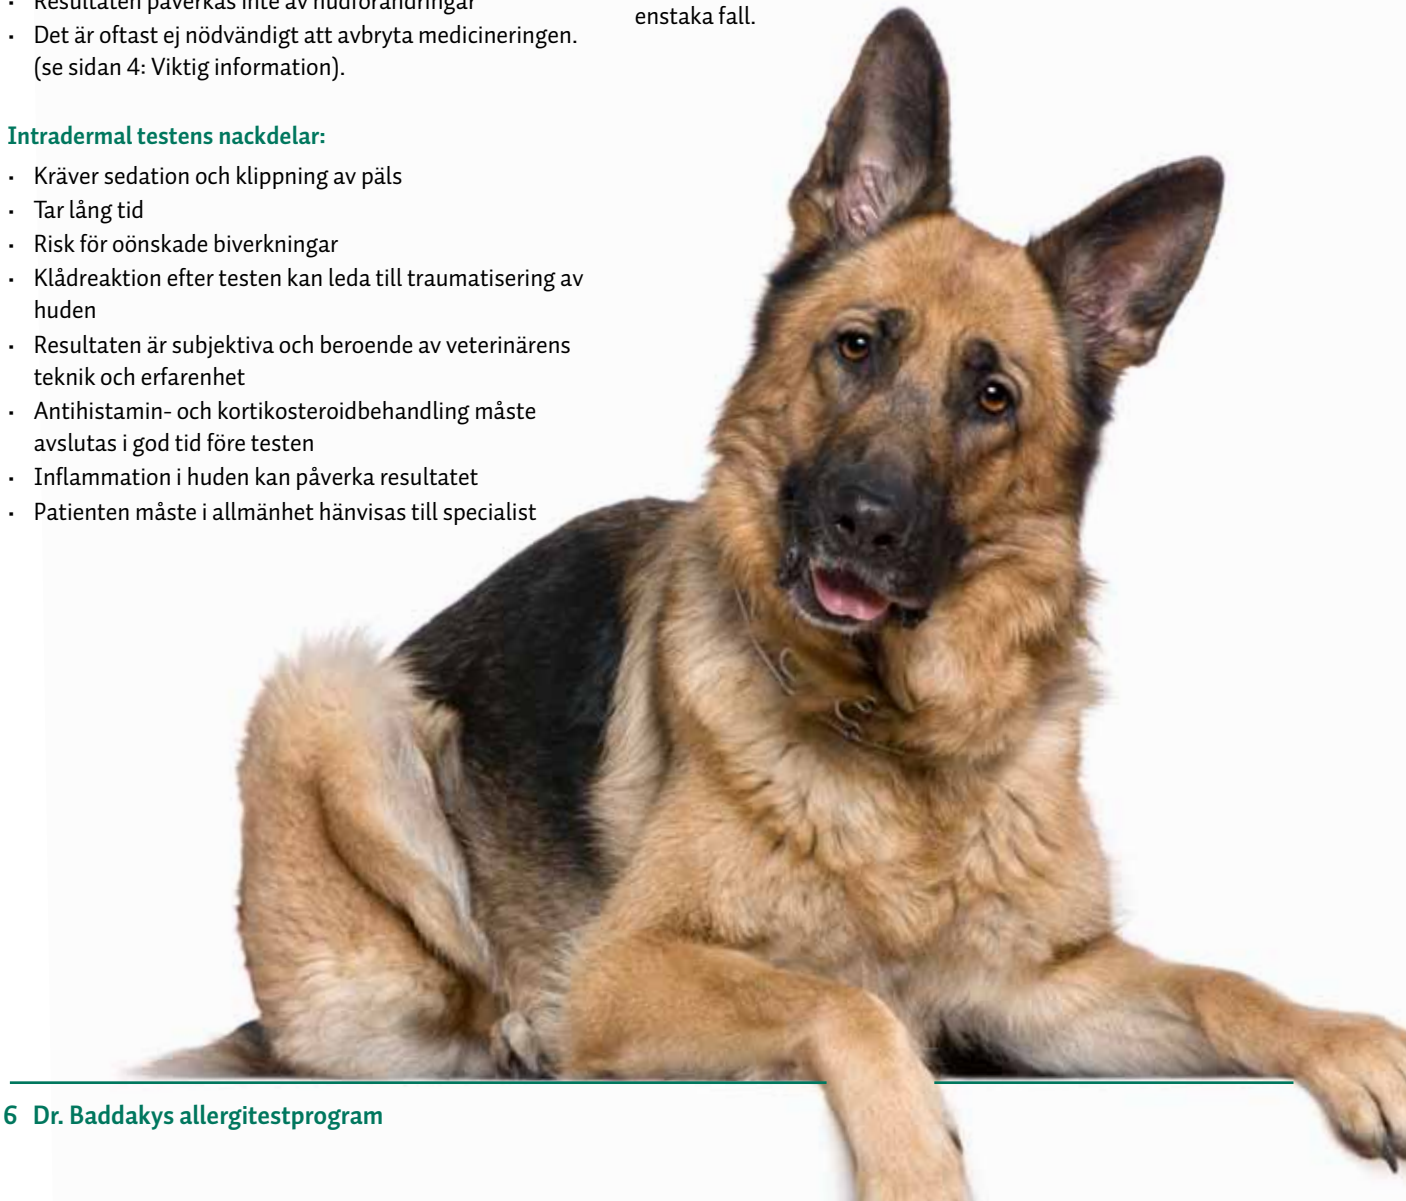 · Resultaten påverkas inte av hudförändringar
· Det är oftast ej nödvändigt att avbryta medicineringen.
(se sidan 4: Viktig information).
Intradermal testens nackdelar:
· Kräver sedation och klippning av päls
· Tar lång tid
· Risk för oönskade biverkningar
· Klådreaktion efter testen kan leda till traumatisering av
huden
· Resultaten är subjektiva och beroende av veterinärens
teknik och erfarenhet
· Antihistamin- och kortikosteroidbehandling måste
avslutas i god tid före testen
· Inflammation i huden kan påverka resultatet
· Patienten måste i allmänhet hänvisas till specialist
enstaka fall.
6 Dr. Baddakys allergitestprogram